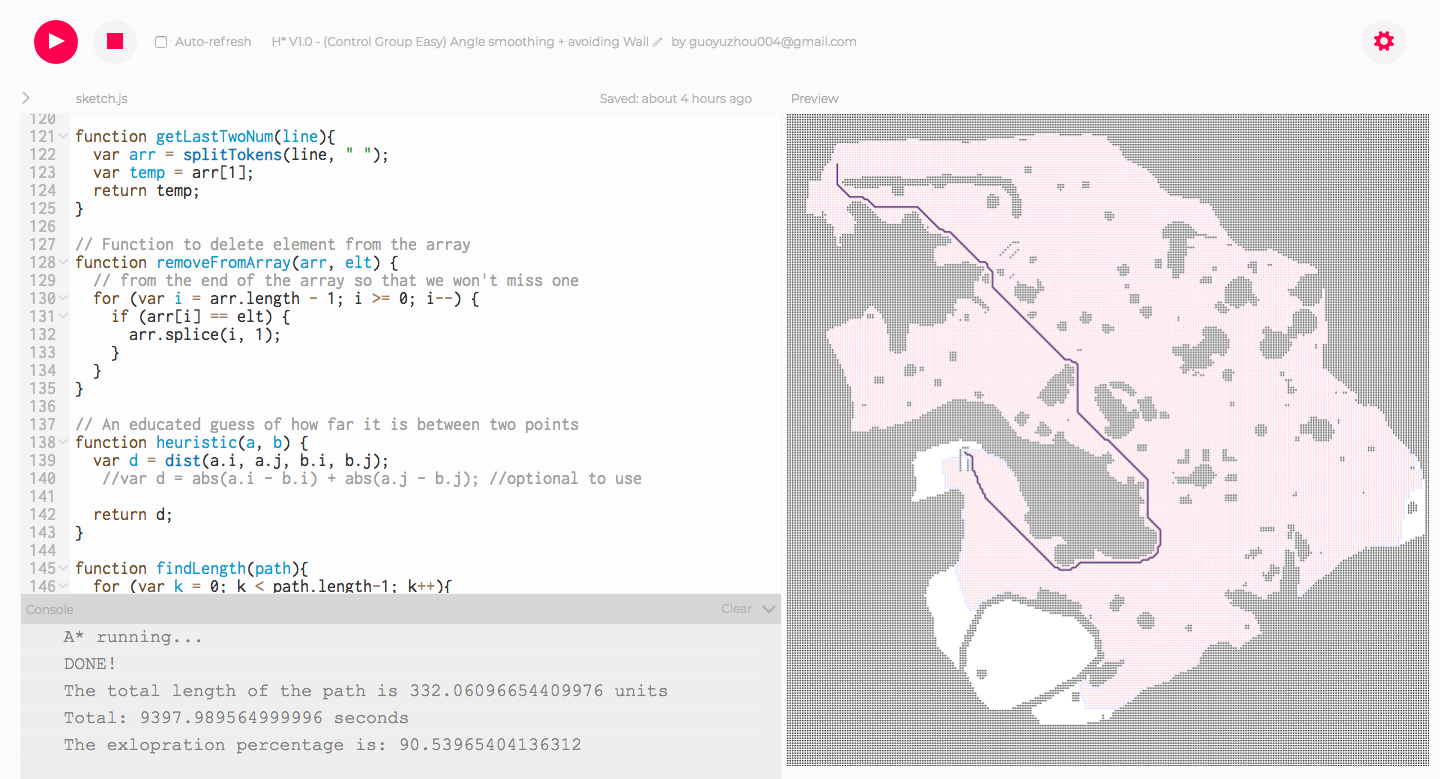 Auto-refresh H* V1.0 - (Control Group Easy) Angle smoothing + avoiding Wall by guoyuzhou004@gmail.com
sketch.js Saved: about 4 hours ago Preview
120
121 function getLastTwoNum(line){
122 var arr = splitTokens(line, " ");
123 var temp = arr[1];
124 return temp;
125 }
126
127 // Function to delete element from the array
128 function removeFromArray(arr, elt) {
129 // from the end of the array so that we won't miss one
130 for (var i = arr.length - 1; i >= 0; i--) {
131 if (arr[i] == elt) {
132 arr.splice(i, 1);
133 }
134 }
135 }
136
137 // An educated guess of how far it is between two points
138 function heuristic(a, b) {
139 var d = dist(a.i, a.j, b.i, b.j);
140 //var d = abs(a.i - b.i) + abs(a.j - b.j); //optional to use
141
142 return d;
143 }
144
145 function findLength(path){
146 for (var k = 0; k < path.length-1; k++){
Console Clear
A* running...
DONE!
The total length of the path is 332.06096654409976 units
Total: 9397.989564999996 seconds
The exlopration percentage is: 90.53965404136312